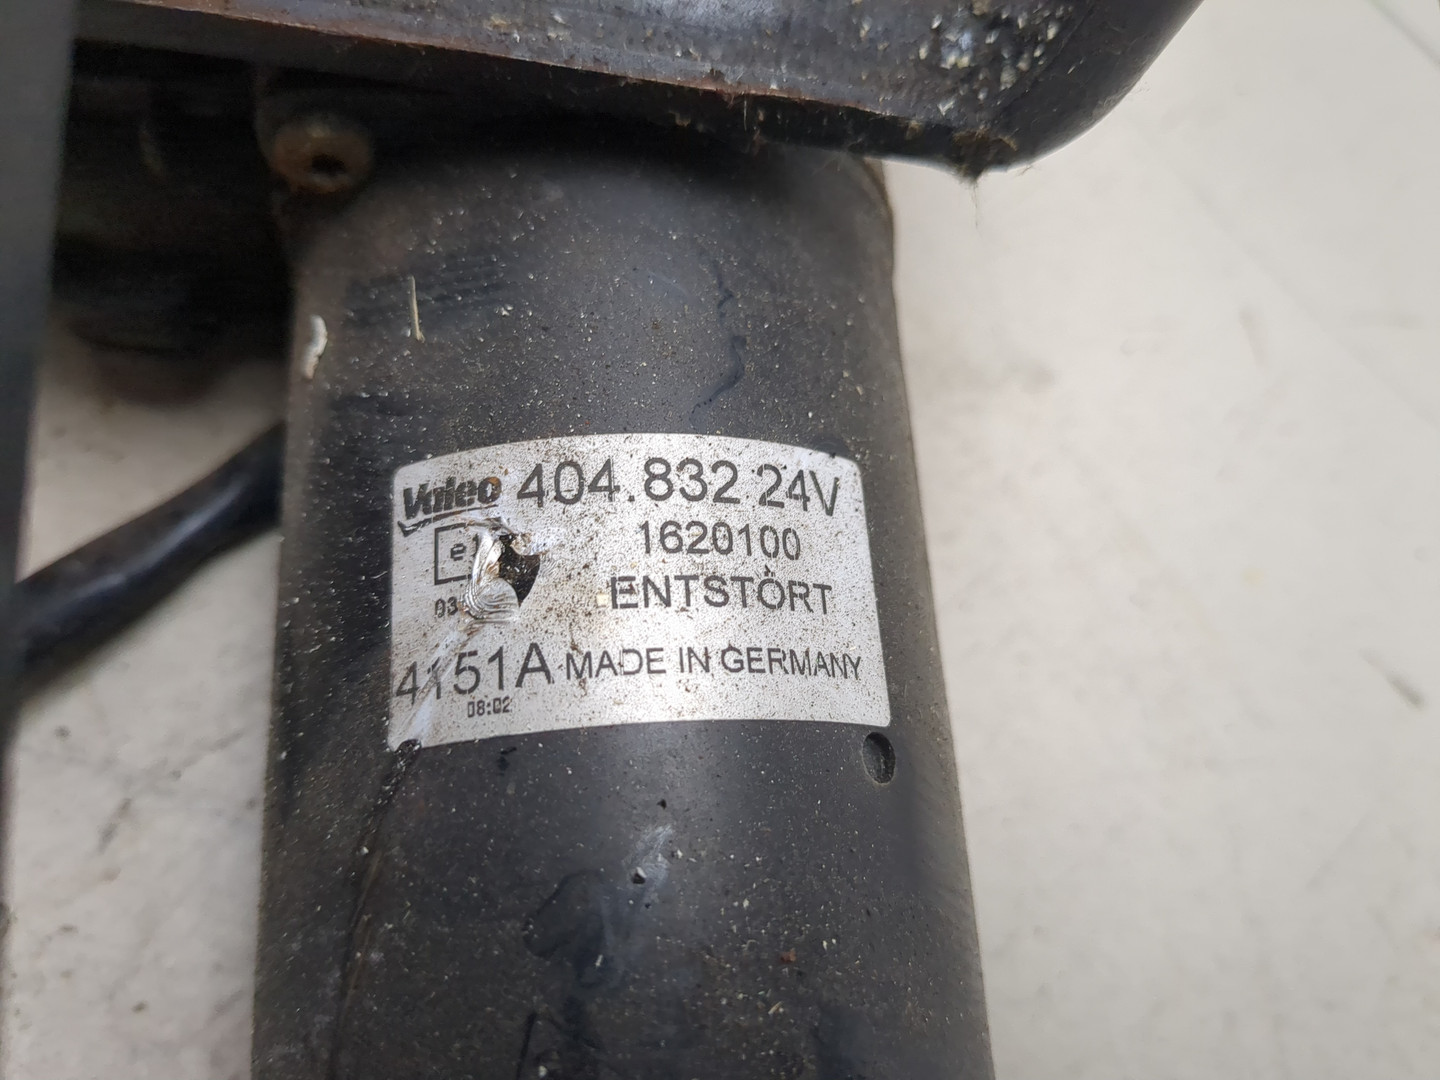 Valeo 404.832 24V
1620100
ENTSTÖRT
4151A MADE IN GERMANY
08:02